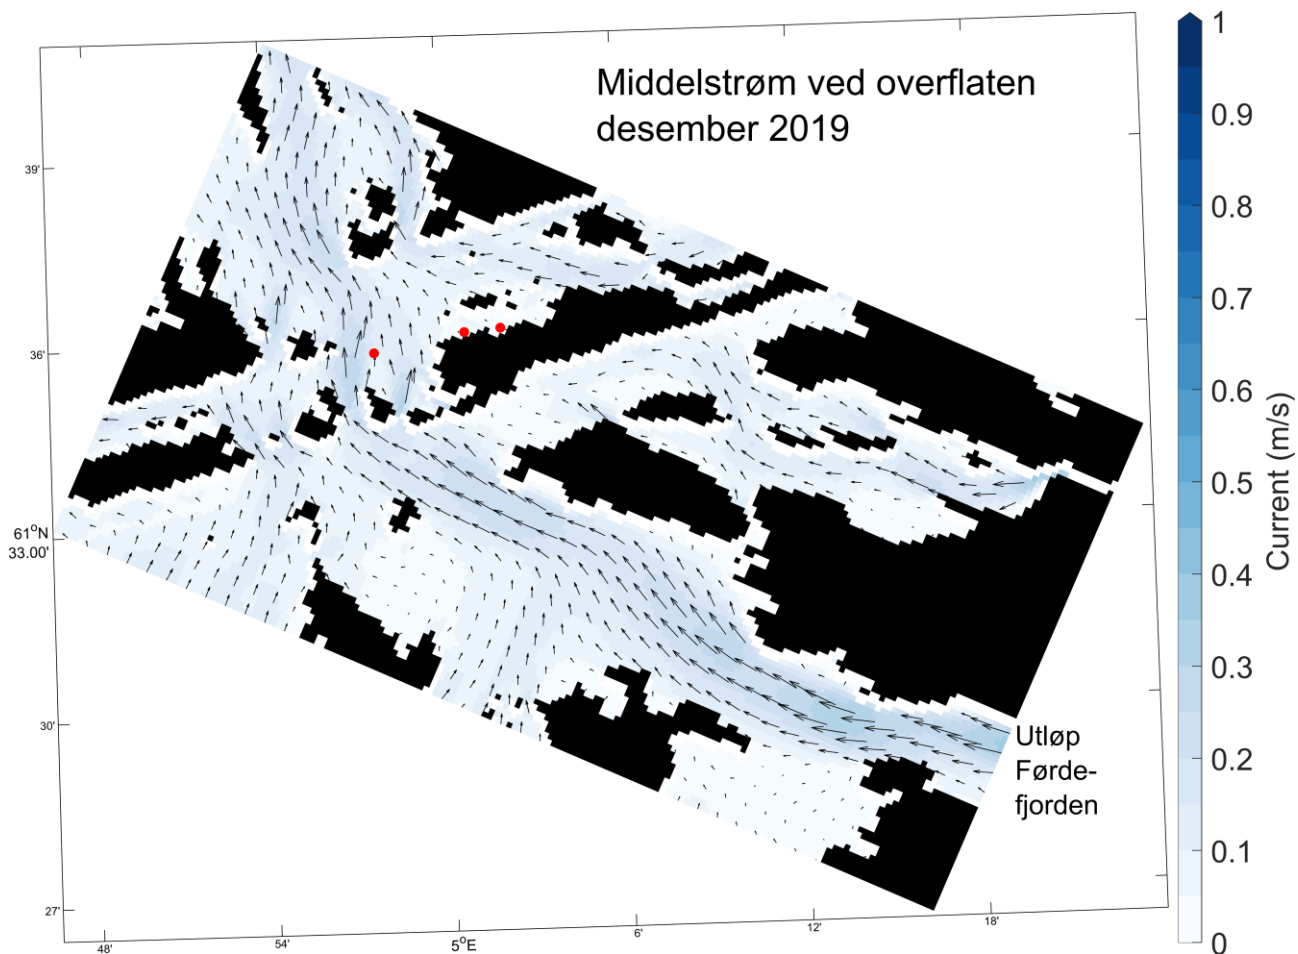 Middelstrøm ved overflaten
desember 2019
39'
36'
61°N
33.00'
30'
27'
48'
54'
5°E
6'
12'
18'
Utløp
Førde-
fjorden
1
0.9
0.8
0.7
0.6
0.5
0.4
0.3
0.2
0.1
0
Current (m/s)